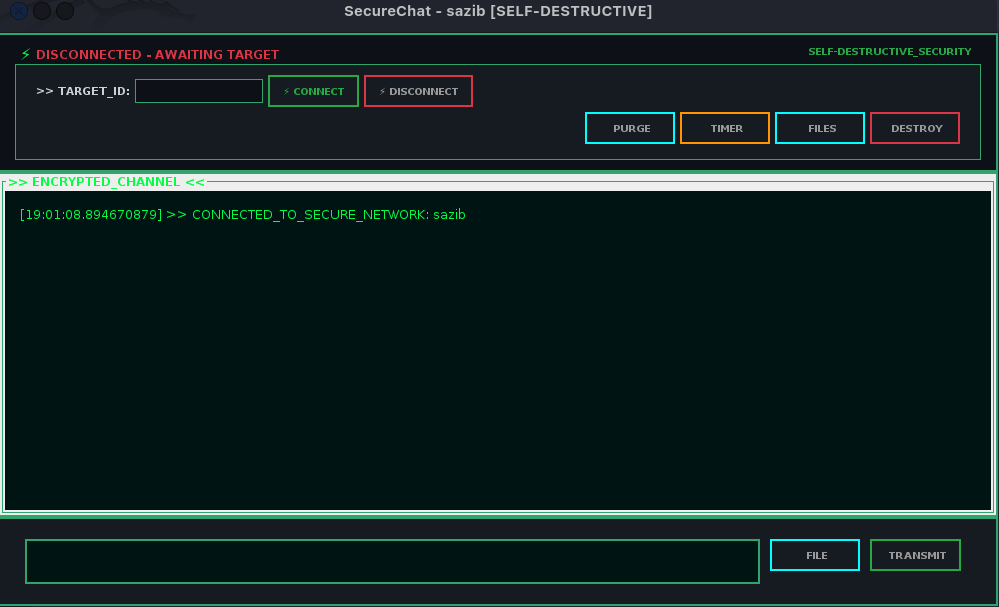 SecureChat - sazib [SELF-DESTRUCTIVE]
⚡ DISCONNECTED - AWAITING TARGET
SELF-DESTRUCTIVE_SECURITY
>> TARGET_ID:
⚡ CONNECT
⚡ DISCONNECT
PURGE
TIMER
FILES
DESTROY
>> ENCRYPTED_CHANNEL <<
[19:01:08.894670879] >> CONNECTED_TO_SECURE_NETWORK: sazib
FILE
TRANSMIT